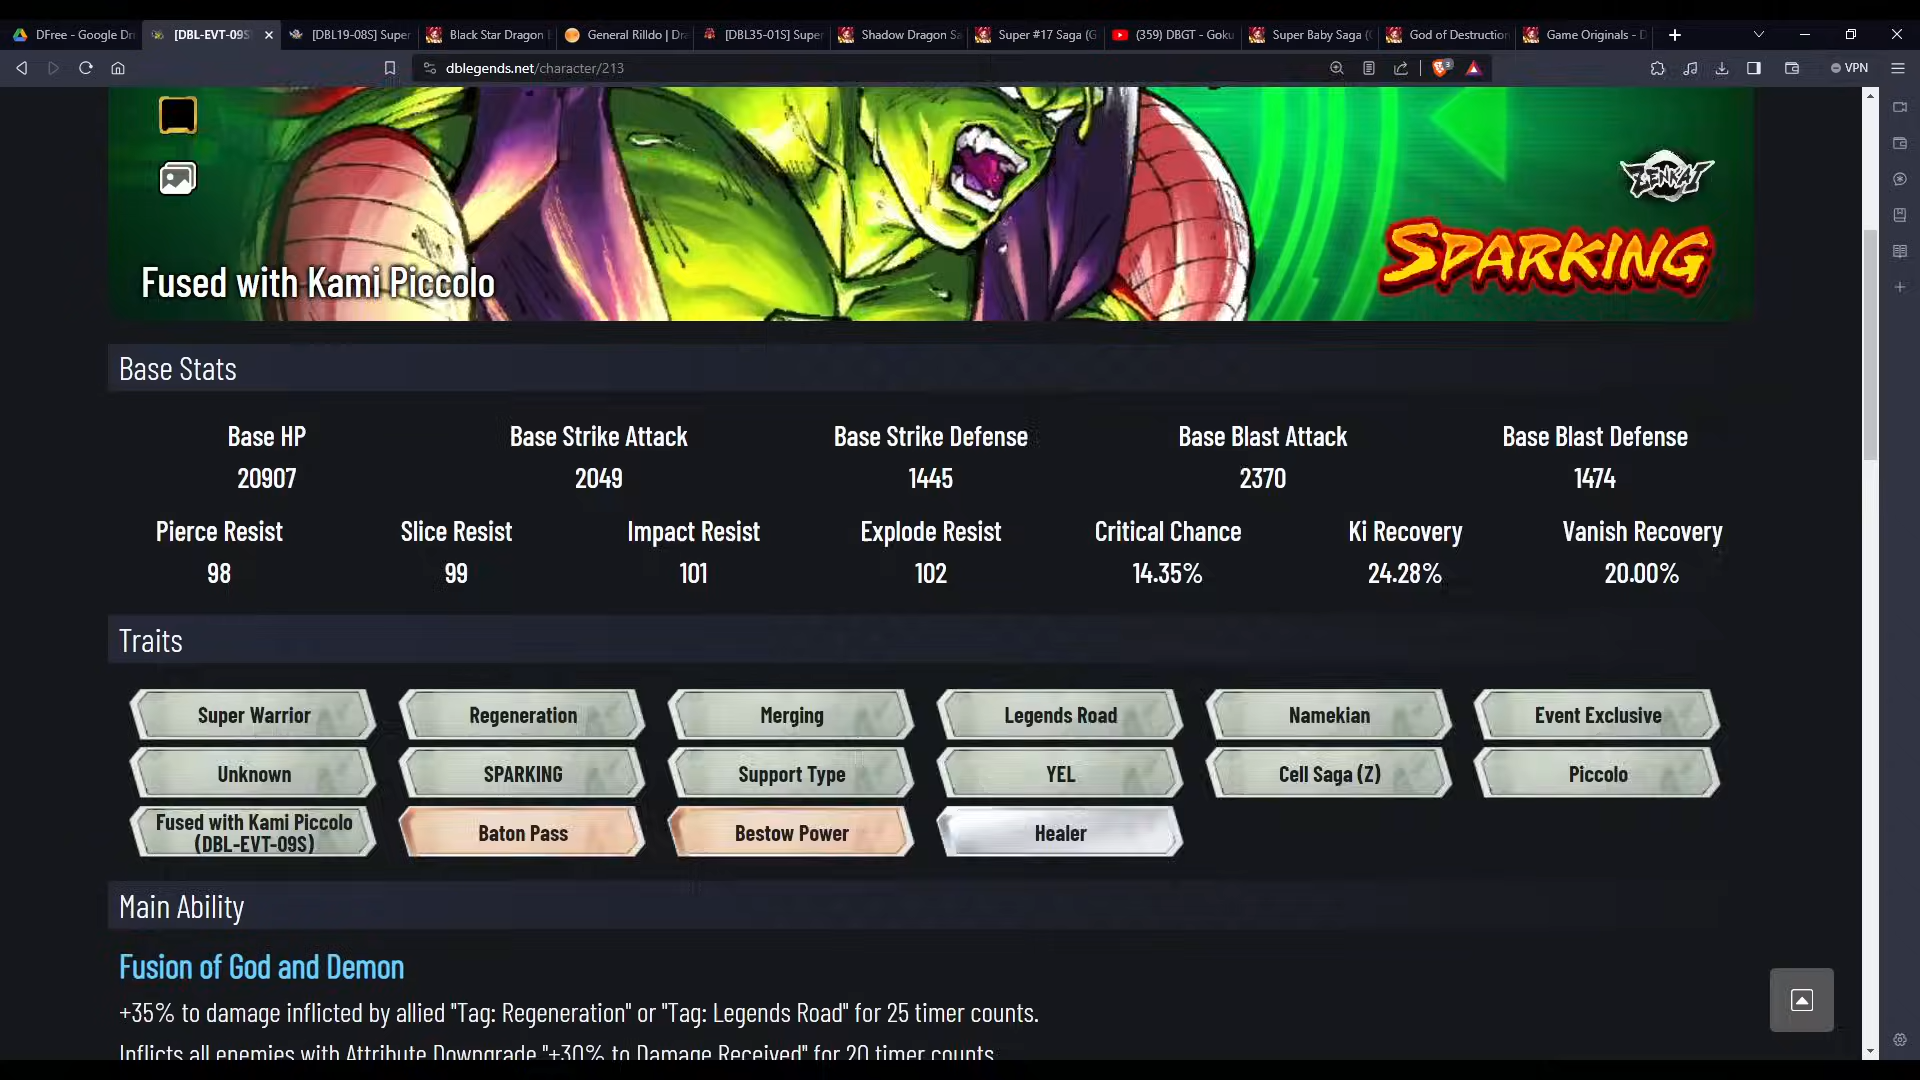 DFree - Google Dri
[DBL-EVT-09S
[DBL19-08S] Super
Black Star Dragon
General Rilldo | Dra
[DBL35-01S] Supe
Shadow Dragon Sa
Super #17 Saga (G
(359) DBGT - Goku
Super Baby Saga (
God of Destruction
Game Originals - D
dblegends.net/character/213
3
VPN
ZENKAI
SPARKING
Fused with Kami Piccolo
Base Stats
Base HP
20907
Base Strike Attack
2049
Base Strike Defense
1445
Base Blast Attack
2370
Base Blast Defense
1474
Pierce Resist
98
Slice Resist
99
Impact Resist
101
Explode Resist
102
Critical Chance
14.35%
Ki Recovery
24.28%
Vanish Recovery
20.00%
Traits
Super Warrior
Regeneration
Merging
Legends Road
Namekian
Event Exclusive
Unknown
SPARKING
Support Type
YEL
Cell Saga (Z)
Piccolo
Fused with Kami Piccolo
(DBL-EVT-09S)
Baton Pass
Bestow Power
Healer
Main Ability
Fusion of God and Demon
+35% to damage inflicted by allied "Tag: Regeneration" or "Tag: Legends Road" for 25 timer counts.
Inflicts all enemies with Attribute Downgrade "+30% to Damage Received" for 20 timer counts